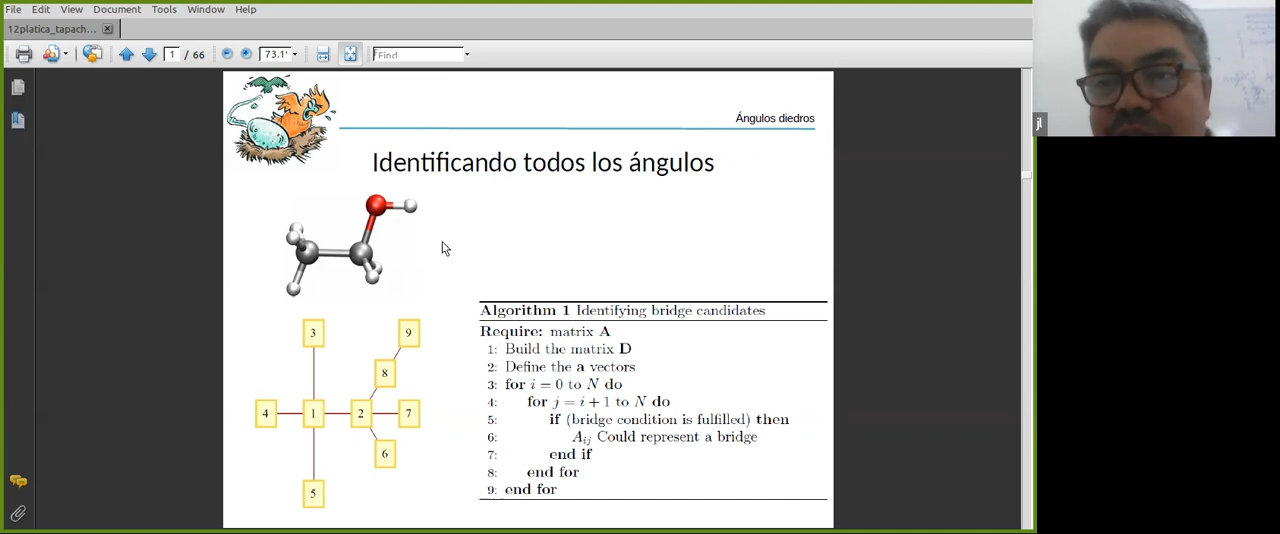 File Edit View Document Tools Window Help
12platica_tapach...
1 / 66
73.1
Find
Ángulos diedros
Identificando todos los ángulos
Algorithm 1 Identifying bridge candidates
Require: matrix A
1: Build the matrix D
2: Define the a vectors
3: for i = 0 to N do
4: for j = i + 1 to N do
5: if (bridge condition is fulfilled) then
6: Aij Could represent a bridge
7: end if
8: end for
9: end for
3
9
8
4 1 2 7
6
5
jl